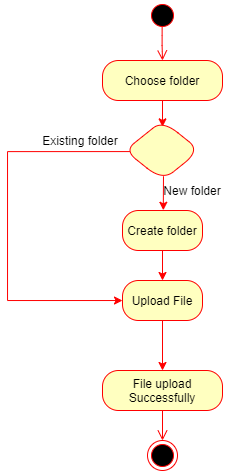 Choose folder
Existing folder
New folder
Create folder
Upload File
File upload
Successfully